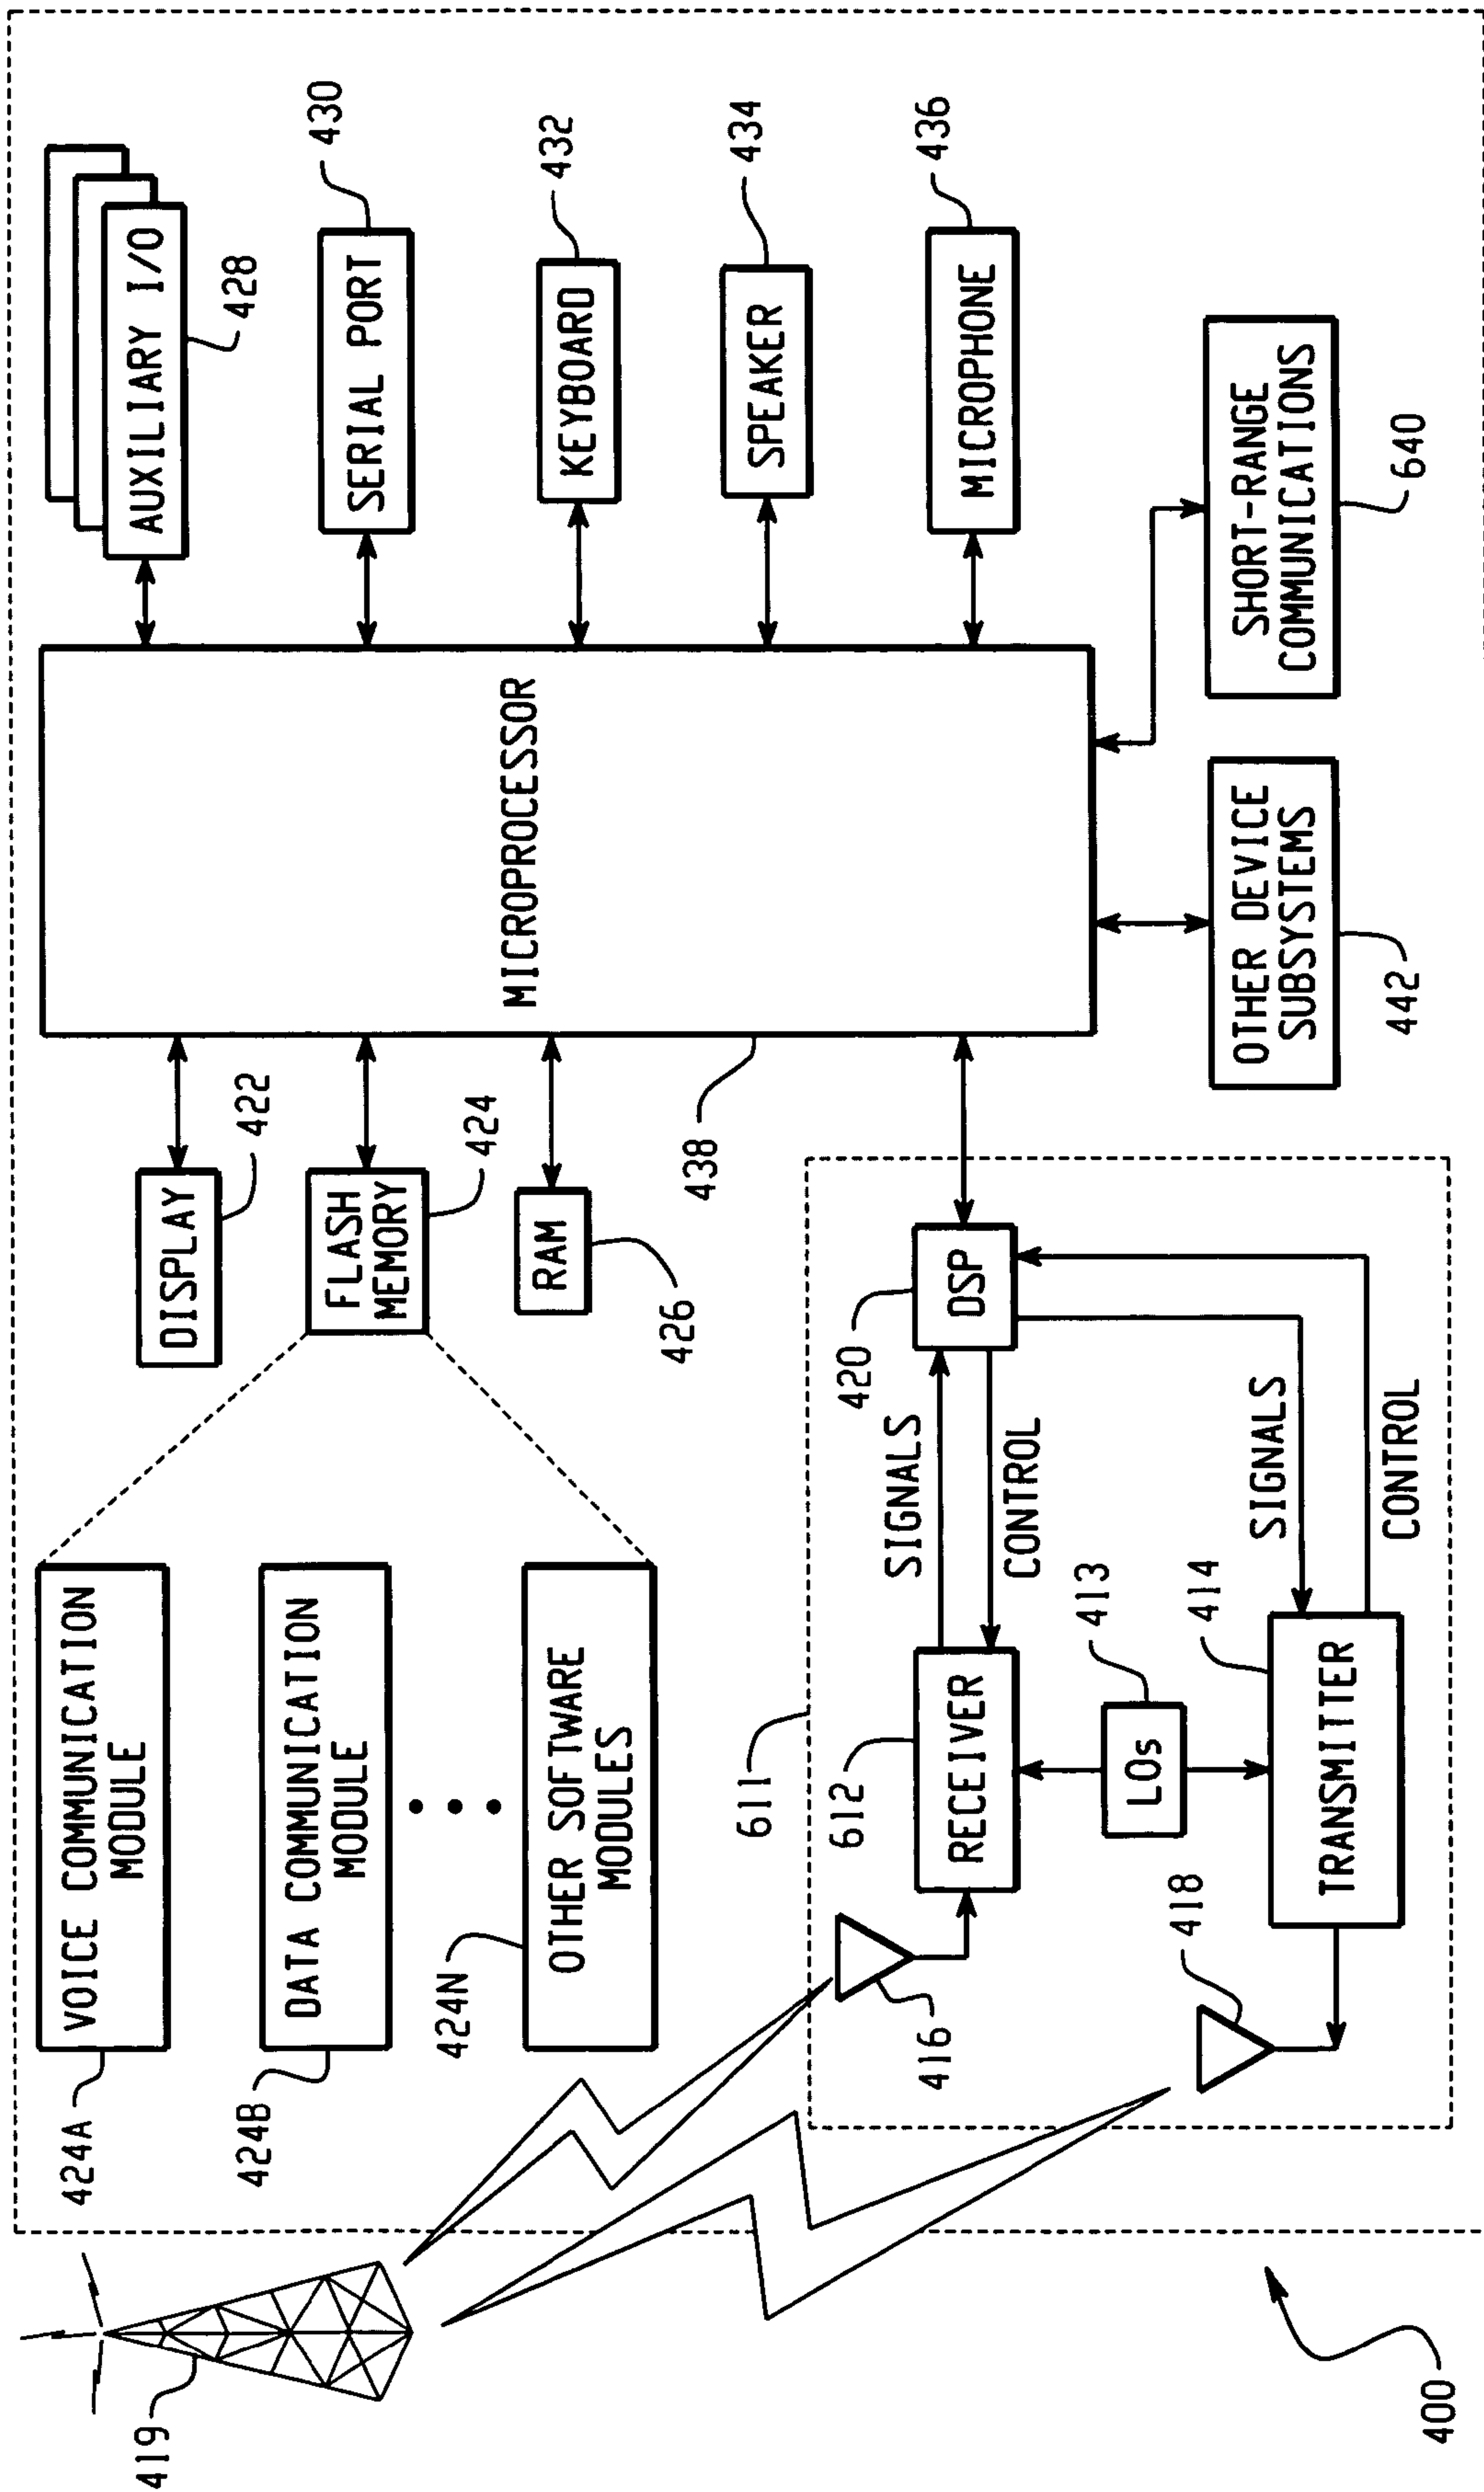 419
424A
VOICE COMMUNICATION
MODULE
424B
DATA COMMUNICATION
MODULE
424N
OTHER SOFTWARE
MODULES
DISPLAY
422
FLASH
MEMORY
424
RAM
426
438
MICROPROCESSOR
AUXILIARY I/O
428
SERIAL PORT
430
KEYBOARD
432
SPEAKER
434
MICROPHONE
436
SHORT-RANGE
COMMUNICATIONS
640
OTHER DEVICE
SUBSYSTEMS
442
611
612
RECEIVER
416
SIGNALS
CONTROL
420
DSP
LOs
413
414
TRANSMITTER
418
SIGNALS
CONTROL
400